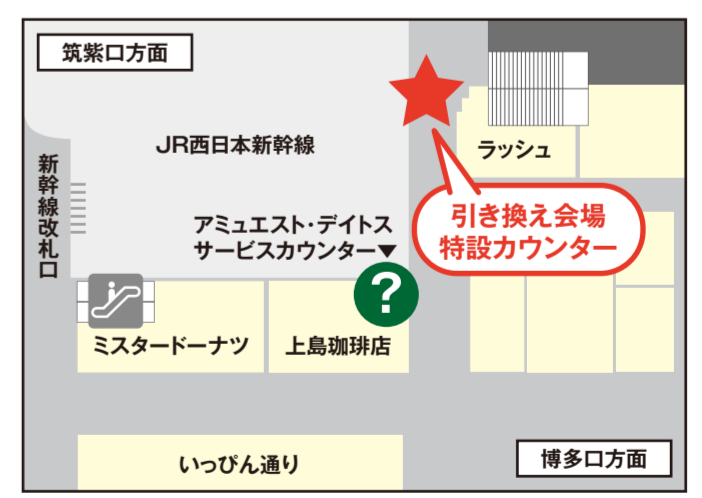 筑紫口方面
JR西日本新幹線
ラッシュ
新幹線改札口
アミュエスト・デイトス
サービスカウンター▼
引き換え会場
特設カウンター
?
ミスタードーナツ
上島珈琲店
いっぴん通り
博多口方面